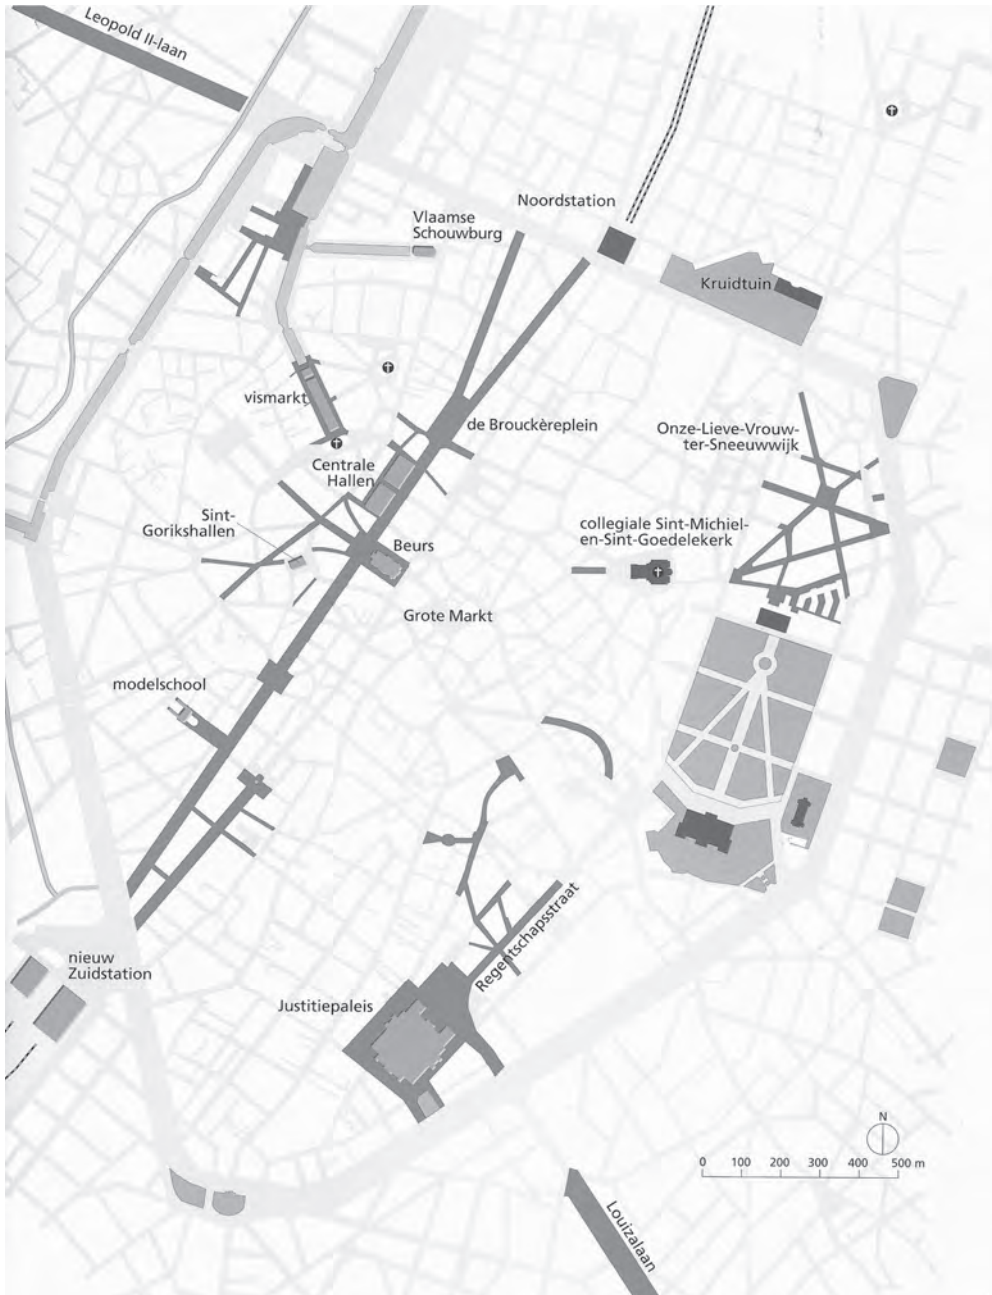 Leopold II-laan
Noordstation
Vlaamse
Schouwburg
Kruidtuin
vismarkt
de Brouckèreplein
Onze-Lieve-Vrouw-
ter-Sneeuwwijk
Centrale
Hallen
Sint-
Gorikshallen
Beurs
collegiale Sint-Michiel-
en-Sint-Goedelekerk
Grote Markt
modelschool
Regentschapsstraat
nieuw
Zuidstation
Justitiepaleis
N
0 100 200 300 400 500 m
Louizalaan